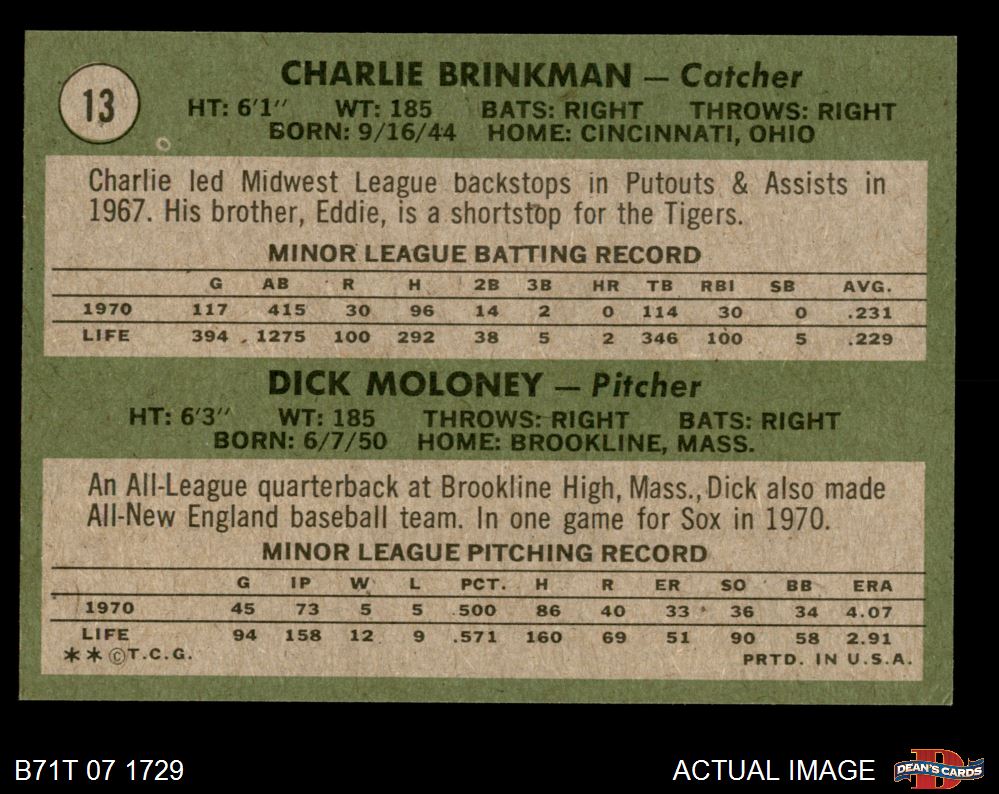 13
CHARLIE BRINKMAN — Catcher
HT: 6'1" WT: 185 BATS: RIGHT THROWS: RIGHT
BORN: 9/16/44 HOME: CINCINNATI, OHIO
Charlie led Midwest League backstops in Putouts & Assists in
1967. His brother, Eddie, is a shortstop for the Tigers.
MINOR LEAGUE BATTING RECORD
G AB R H 2B 3B HR TB RBI SB AVG.
1970 117 415 30 96 14 2 0 114 30 0 .231
LIFE 394 1275 100 292 38 5 2 346 100 5 .229
DICK MOLONEY — Pitcher
HT: 6'3" WT: 185 THROWS: RIGHT BATS: RIGHT
BORN: 6/7/50 HOME: BROOKLINE, MASS.
An All-League quarterback at Brookline High, Mass., Dick also made
All-New England baseball team. In one game for Sox in 1970.
MINOR LEAGUE PITCHING RECORD
G IP W L PCT. H R ER SO BB ERA
1970 45 73 5 5 .500 86 40 33 36 34 4.07
LIFE 94 158 12 9 .571 160 69 51 90 58 2.91
**©T.C.G. PRTD. IN U.S.A.
B71T 07 1729 ACTUAL IMAGE DEAN'S CARDS